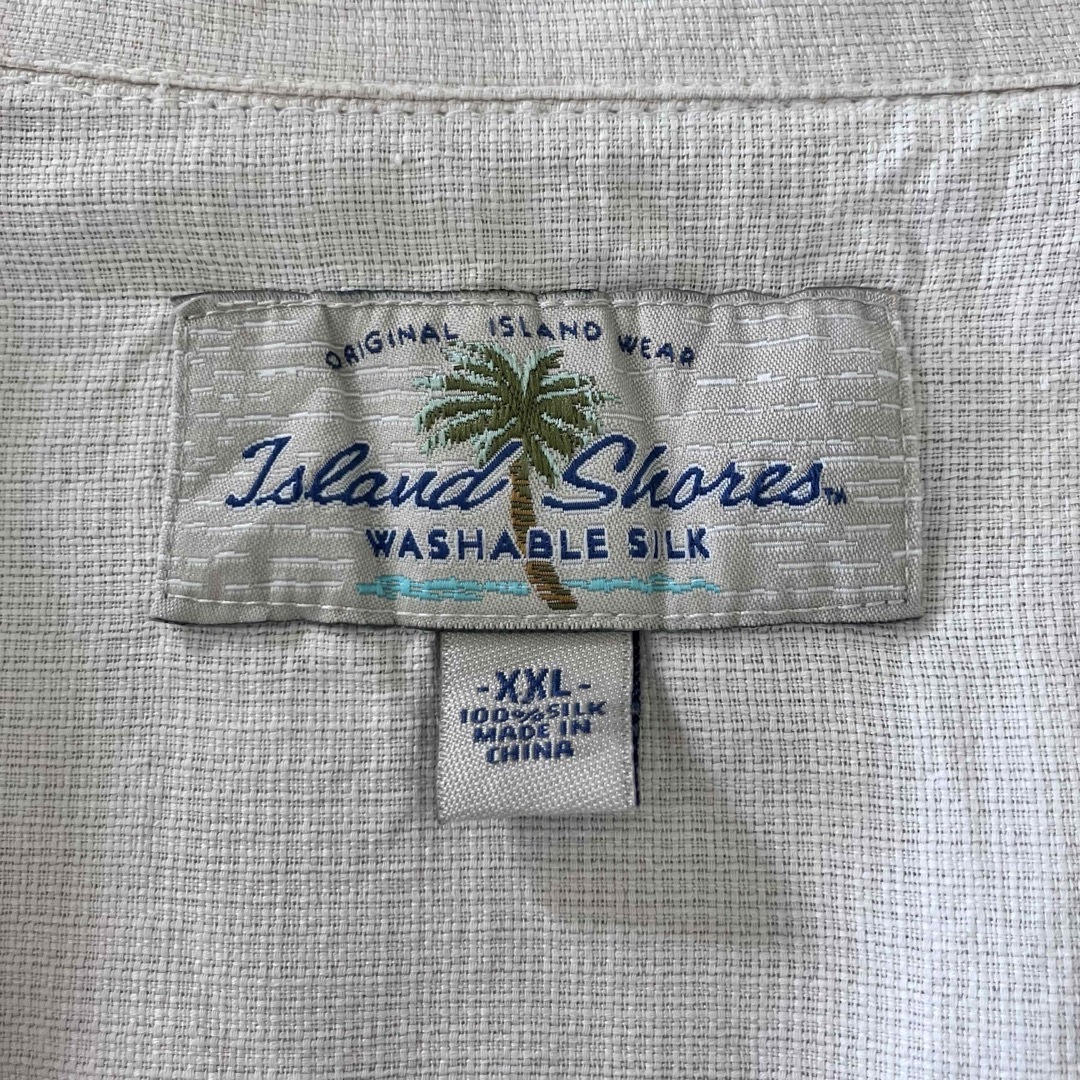 ORIGINAL ISLAND WEAR
Island Shores™
WASHABLE SILK
-XXL-
100% SILK
MADE IN
CHINA